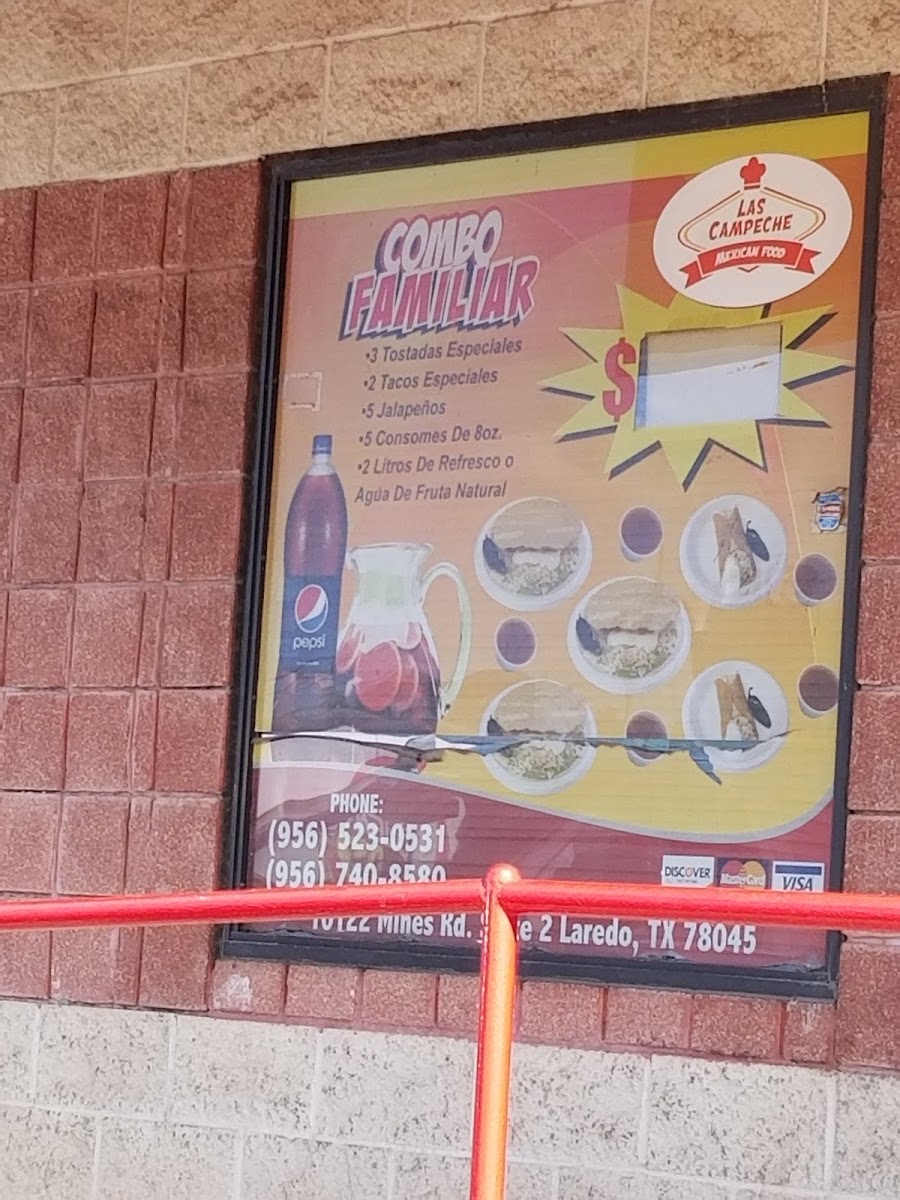 LAS
CAMPECHE
MEXICAN FOOD
COMBO
FAMILIAR
•3 Tostadas Especiales
•2 Tacos Especiales
•5 Jalapeños
•5 Consomes De 8oz.
•2 Litros De Refresco o
Agua De Fruta Natural
$
pepsi
PHONE:
(956) 523-0531
(956) 740-8580
DISCOVER
MasterCard
VISA
10122 Mines Rd. 2 Laredo, TX 78045